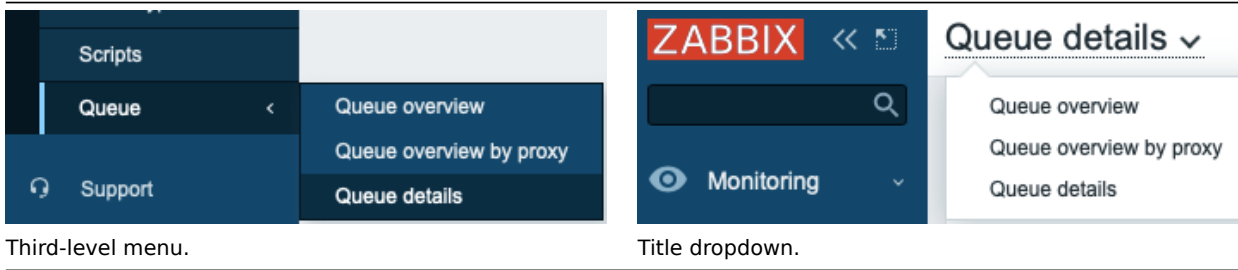 Scripts
Queue
Queue overview
Queue overview by proxy
Queue details
Support
Third-level menu.
ZABBIX
Queue details
Queue overview
Queue overview by proxy
Queue details
Monitoring
Title dropdown.